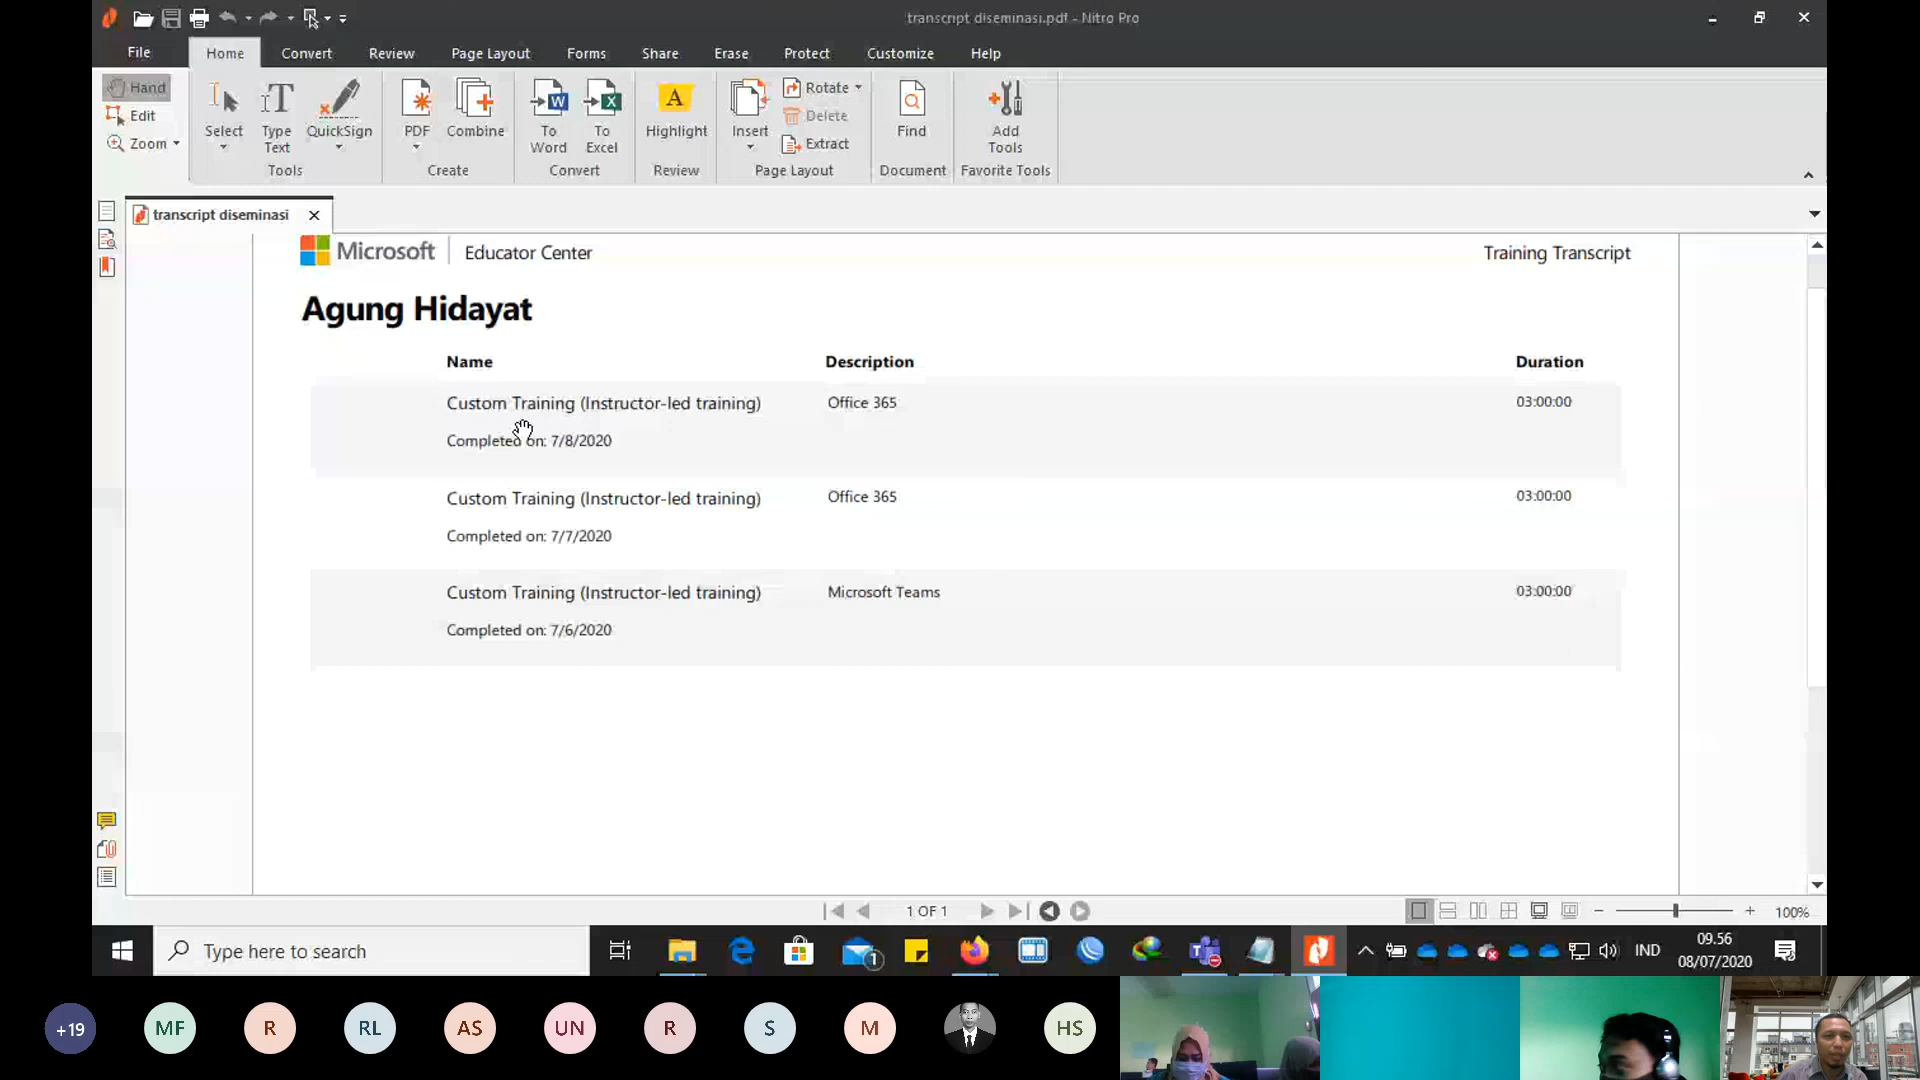 transcript diseminasi.pdf - Nitro Pro
File
Home
Convert
Review
Page Layout
Forms
Share
Erase
Protect
Customize
Help
Hand
Edit
Zoom
Select
Type
Text
QuickSign
Tools
PDF
Combine
Create
To
Word
To
Excel
Convert
Highlight
Review
Insert
Rotate
Delete
Extract
Page Layout
Find
Document
Add
Tools
Favorite Tools
transcript diseminasi
Microsoft
Educator Center
Training Transcript
Agung Hidayat
Name Description Duration
Custom Training (Instructor-led training) Office 365 03:00:00
Completed on: 7/8/2020
Custom Training (Instructor-led training) Office 365 03:00:00
Completed on: 7/7/2020
Custom Training (Instructor-led training) Microsoft Teams 03:00:00
Completed on: 7/6/2020
1 OF 1
100%
Type here to search
1
IND
09.56
08/07/2020
+19
MF
R
RL
AS
UN
R
S
M
HS